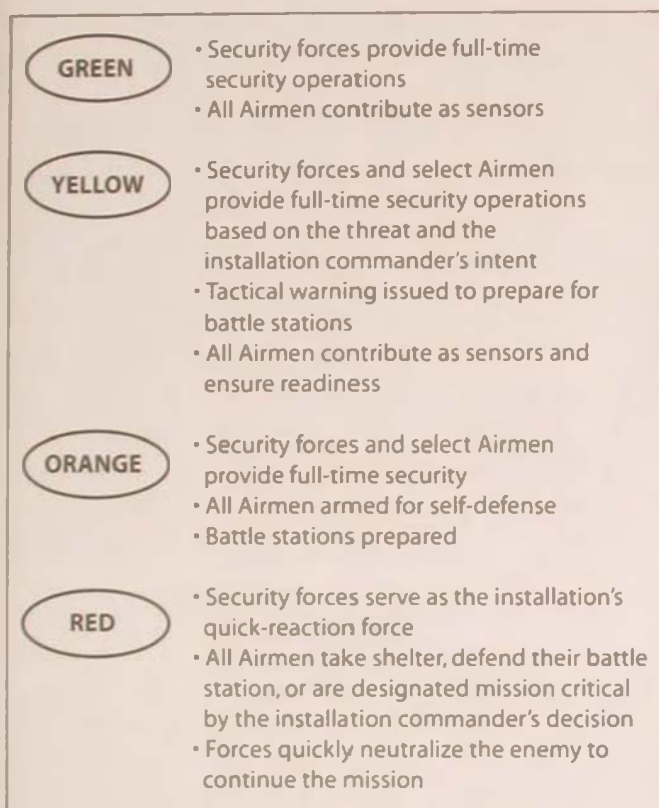 GREEN
• Security forces provide full-time
security operations
• All Airmen contribute as sensors
YELLOW
• Security forces and select Airmen
provide full-time security operations
based on the threat and the
installation commander's intent
• Tactical warning issued to prepare for
battle stations
• All Airmen contribute as sensors and
ensure readiness
ORANGE
• Security forces and select Airmen
provide full-time security
• All Airmen armed for self-defense
• Battle stations prepared
RED
• Security forces serve as the installation's
quick-reaction force
• All Airmen take shelter, defend their battle
station, or are designated mission critical
by the installation commander's decision
• Forces quickly neutralize the enemy to
continue the mission